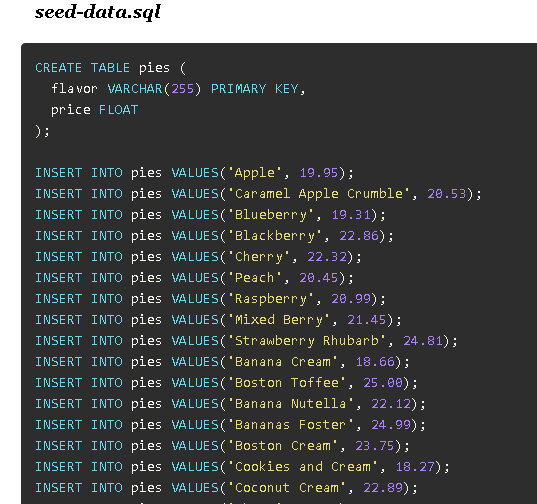 seed-data.sql
CREATE TABLE pies (
  flavor VARCHAR(255) PRIMARY KEY,
  price FLOAT
);
INSERT INTO pies VALUES('Apple', 19.95);
INSERT INTO pies VALUES('Caramel Apple Crumble', 20.53);
INSERT INTO pies VALUES('Blueberry', 19.31);
INSERT INTO pies VALUES('Blackberry', 22.86);
INSERT INTO pies VALUES('Cherry', 22.32);
INSERT INTO pies VALUES('Peach', 20.45);
INSERT INTO pies VALUES('Raspberry', 20.99);
INSERT INTO pies VALUES('Mixed Berry', 21.45);
INSERT INTO pies VALUES('Strawberry Rhubarb', 24.81);
INSERT INTO pies VALUES('Banana Cream', 18.66);
INSERT INTO pies VALUES('Boston Toffee', 25.00);
INSERT INTO pies VALUES('Banana Nutella', 22.12);
INSERT INTO pies VALUES('Bananas Foster', 24.99);
INSERT INTO pies VALUES('Boston Cream', 23.75);
INSERT INTO pies VALUES('Cookies and Cream', 18.27);
INSERT INTO pies VALUES('Coconut Cream', 22.89);